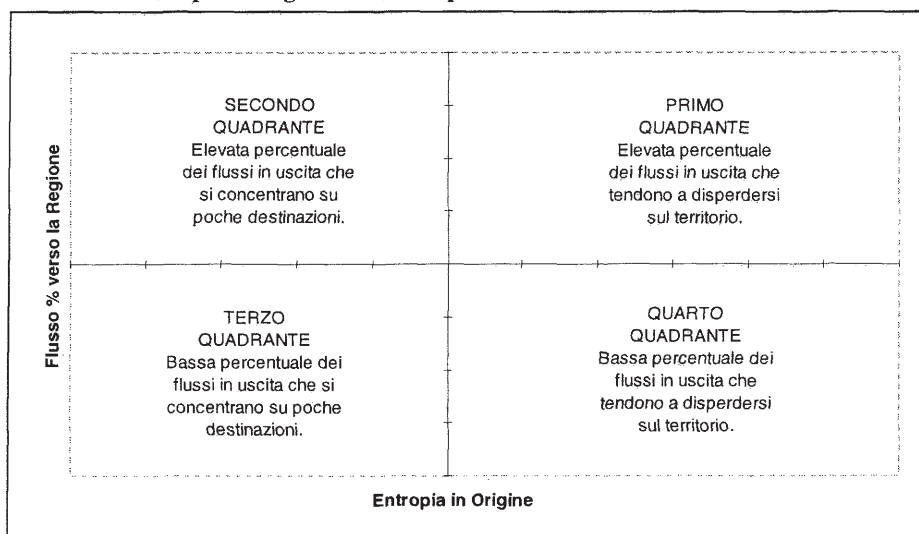 SECONDO
QUADRANTE
Elevata percentuale
dei flussi in uscita che
si concentrano su
poche destinazioni.
PRIMO
QUADRANTE
Elevata percentuale
dei flussi in uscita che
tendono a disperdersi
sul territorio.
Flusso % verso la Regione
TERZO
QUADRANTE
Bassa percentuale dei
flussi in uscita che si
concentrano su poche
destinazioni.
QUARTO
QUADRANTE
Bassa percentuale dei
flussi in uscita che
tendono a disperdersi
sul territorio.
Entropia in Origine